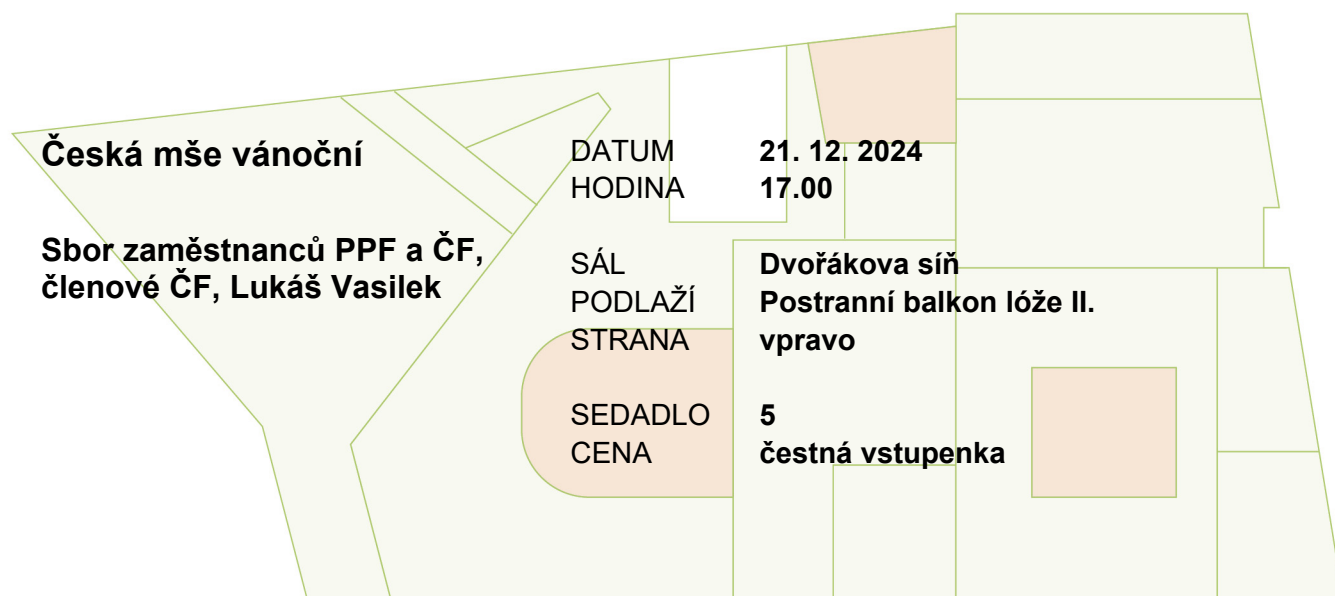 Česká mše vánoční
Sbor zaměstnanců PPF a ČF,
členové ČF, Lukáš Vasilek
DATUM 21. 12. 2024
HODINA 17.00
SÁL Dvořákova síň
PODLAŽÍ Postranní balkon lóže II.
STRANA vpravo
SEDADLO 5
CENA čestná vstupenka